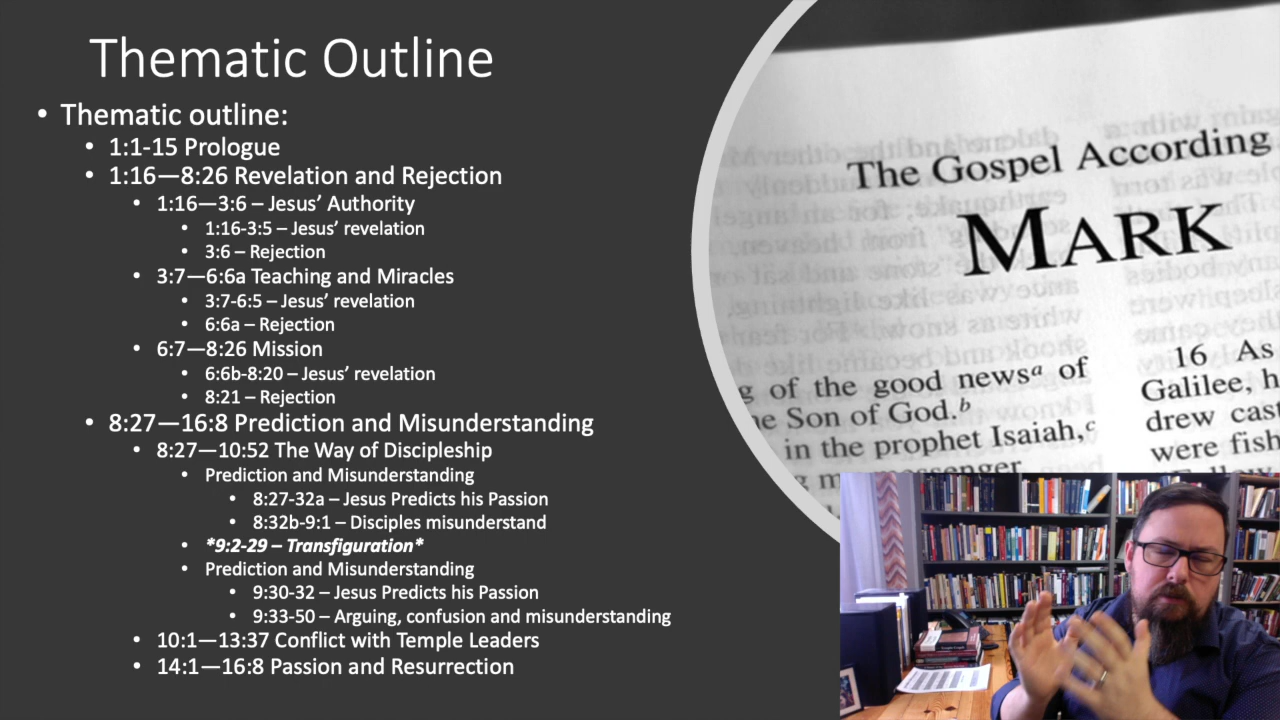 Thematic Outline
• Thematic outline:
• 1:1-15 Prologue
• 1:16—8:26 Revelation and Rejection
• 1:16—3:6 – Jesus’ Authority
• 1:16-3:5 – Jesus’ revelation
• 3:6 – Rejection
• 3:7—6:6a Teaching and Miracles
• 3:7-6:5 – Jesus’ revelation
• 6:6a – Rejection
• 6:7—8:26 Mission
• 6:6b-8:20 – Jesus’ revelation
• 8:21 – Rejection
• 8:27—16:8 Prediction and Misunderstanding
• 8:27—10:52 The Way of Discipleship
• Prediction and Misunderstanding
• 8:27-32a – Jesus Predicts his Passion
• 8:32b-9:1 – Disciples misunderstand
• *9:2-29 – Transfiguration*
• Prediction and Misunderstanding
• 9:30-32 – Jesus Predicts his Passion
• 9:33-50 – Arguing, confusion and misunderstanding
• 10:1—13:37 Conflict with Temple Leaders
• 14:1—16:8 Passion and Resurrection
The Gospel According
MARK
of the good newsᵃ of
Son of God.ᵇ
in the prophet Isaiah,ᶜ
16 As
Galilee, h
drew cast
were fish